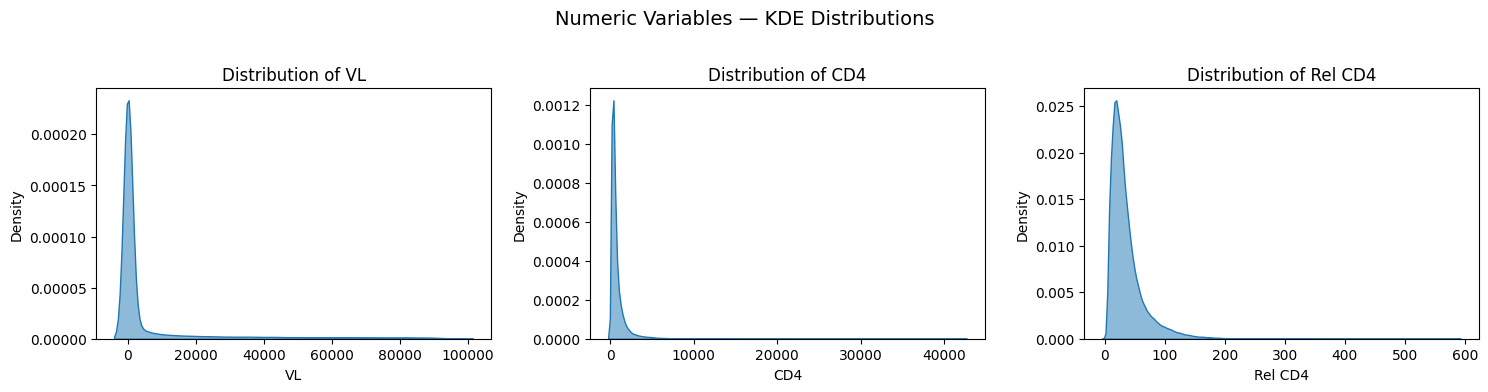 Numeric Variables — KDE Distributions
Distribution of VL
Density
0.00020
0.00015
0.00010
0.00005
0.00000
0 20000 40000 60000 80000 100000
VL
Distribution of CD4
Density
0.0012
0.0010
0.0008
0.0006
0.0004
0.0002
0.0000
0 10000 20000 30000 40000
CD4
Distribution of Rel CD4
Density
0.025
0.020
0.015
0.010
0.005
0.000
0 100 200 300 400 500 600
Rel CD4